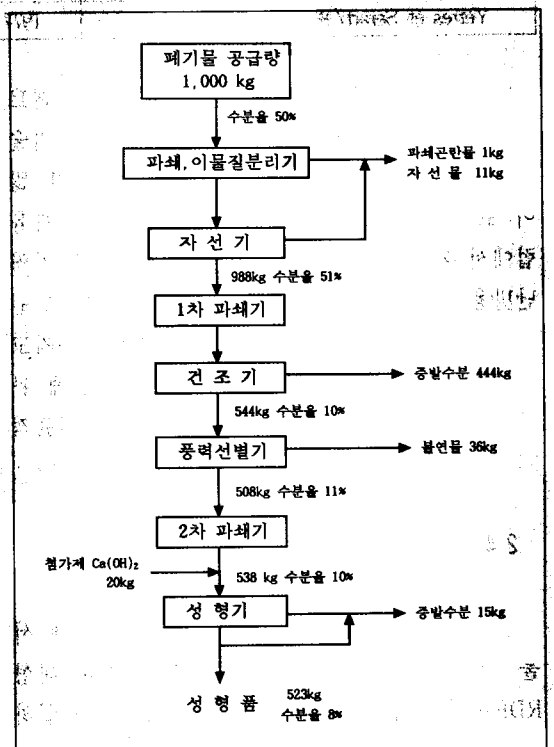 폐기물 공급량
1,000 kg
수분율 50%
파쇄,이물질분리기
파쇄곤란물 1kg
자 선 물 11kg
자 선 기
988kg 수분율 51%
1차 파쇄기
건 조 기
증발수분 444kg
544kg 수분율 10%
풍력선별기
불연물 36kg
508kg 수분율 11%
2차 파쇄기
첨가제 Ca(OH)₂
20kg
538 kg 수분율 10%
성 형 기
증발수분 15kg
성 형 품
523kg
수분율 8%